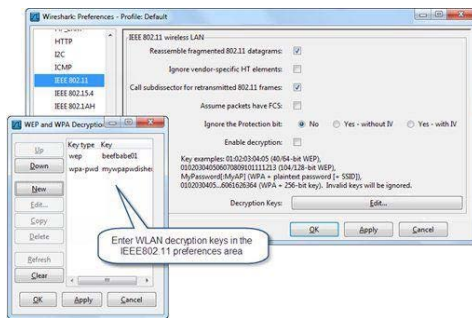 Wireshark: Preferences - Profile: Default
HTTP
I2C
ICMP
IEEE 802.11
IEEE 802.15.4
IEEE 802.1AH
IEEE 802.11 wireless LAN
Reassemble fragmented 802.11 datagrams:
Ignore vendor-specific HT elements:
Call subdissector for retransmitted 802.11 frames:
Assume packets have FCS:
Ignore the Protection bit: No Yes - without IV Yes - with IV
Enable decryption:
Key examples: 01:02:03:04:05 (40/64-bit WEP),
010203040506070809101111213 (104/128-bit WEP),
MyPassword[:MyAP] (WPA + plaintext password [+ SSID]),
0102030405...6061626364 (WPA + 256-bit key). Invalid keys will be ignored.
Decryption Keys: Edit...
OK Apply Cancel
WEP and WPA Decryption
Up
Down
New
Edit...
Copy
Delete
Refresh
Clear
Key type Key
wep beefbabe01
wpa-pwd mywpapwdishe
OK Apply Cancel
Enter WLAN decryption keys in the
IEEE802.11 preferences area